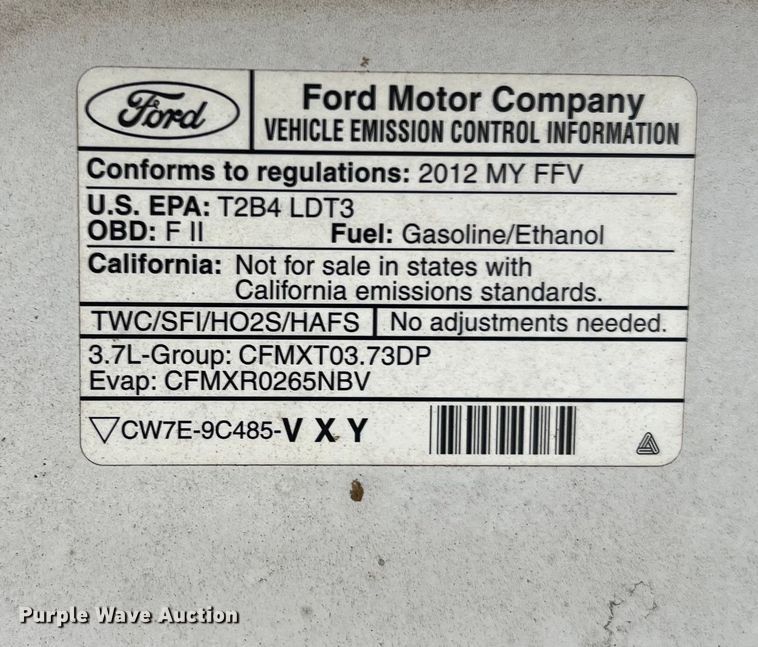 Ford
Ford Motor Company
VEHICLE EMISSION CONTROL INFORMATION
Conforms to regulations: 2012 MY FFV
U.S. EPA: T2B4 LDT3
OBD: F II Fuel: Gasoline/Ethanol
California: Not for sale in states with
California emissions standards.
TWC/SFI/HO2S/HAFS No adjustments needed.
3.7L-Group: CFMXT03.73DP
Evap: CFMXR0265NBV
CW7E-9C485-V X Y
Purple Wave Auction